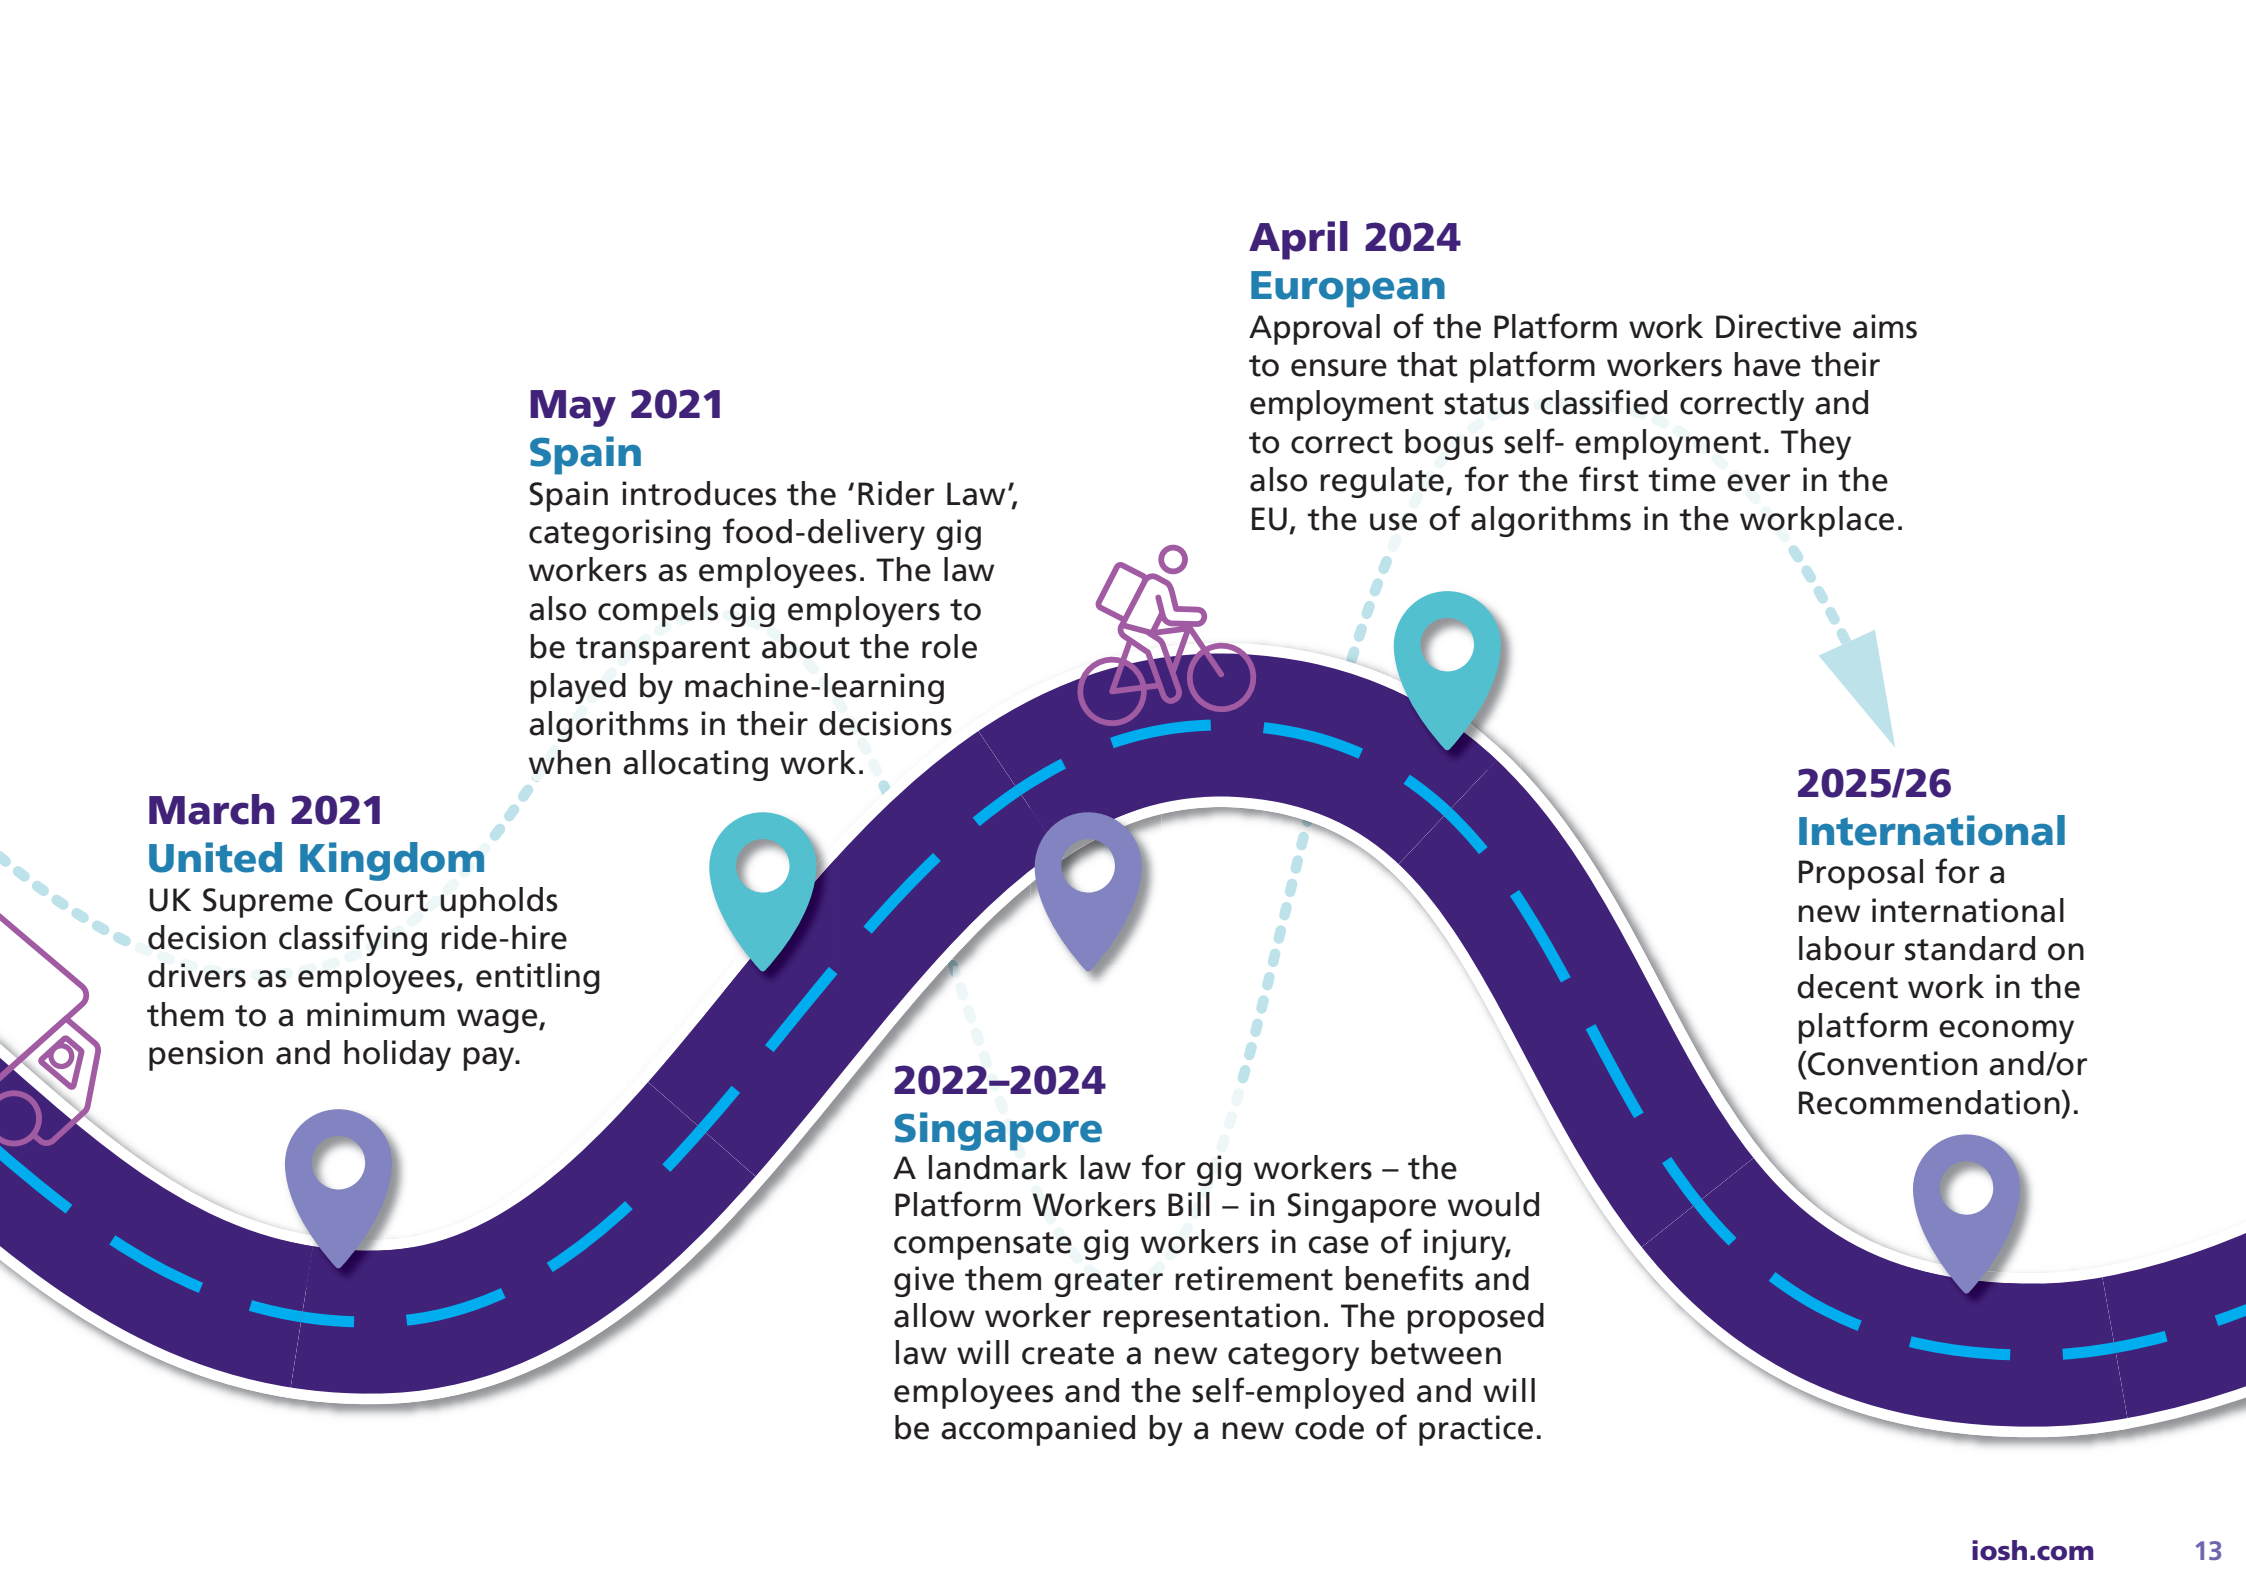 March 2021
United Kingdom
UK Supreme Court upholds
decision classifying ride-hire
drivers as employees, entitling
them to a minimum wage,
pension and holiday pay.
May 2021
Spain
Spain introduces the ‘Rider Law’,
categorising food-delivery gig
workers as employees. The law
also compels gig employers to
be transparent about the role
played by machine-learning
algorithms in their decisions
when allocating work.
2022–2024
Singapore
A landmark law for gig workers – the
Platform Workers Bill – in Singapore would
compensate gig workers in case of injury,
give them greater retirement benefits and
allow worker representation. The proposed
law will create a new category between
employees and the self-employed and will
be accompanied by a new code of practice.
April 2024
European
Approval of the Platform work Directive aims
to ensure that platform workers have their
employment status classified correctly and
to correct bogus self- employment. They
also regulate, for the first time ever in the
EU, the use of algorithms in the workplace.
2025/26
International
Proposal for a
new international
labour standard on
decent work in the
platform economy
(Convention and/or
Recommendation).
iosh.com 13